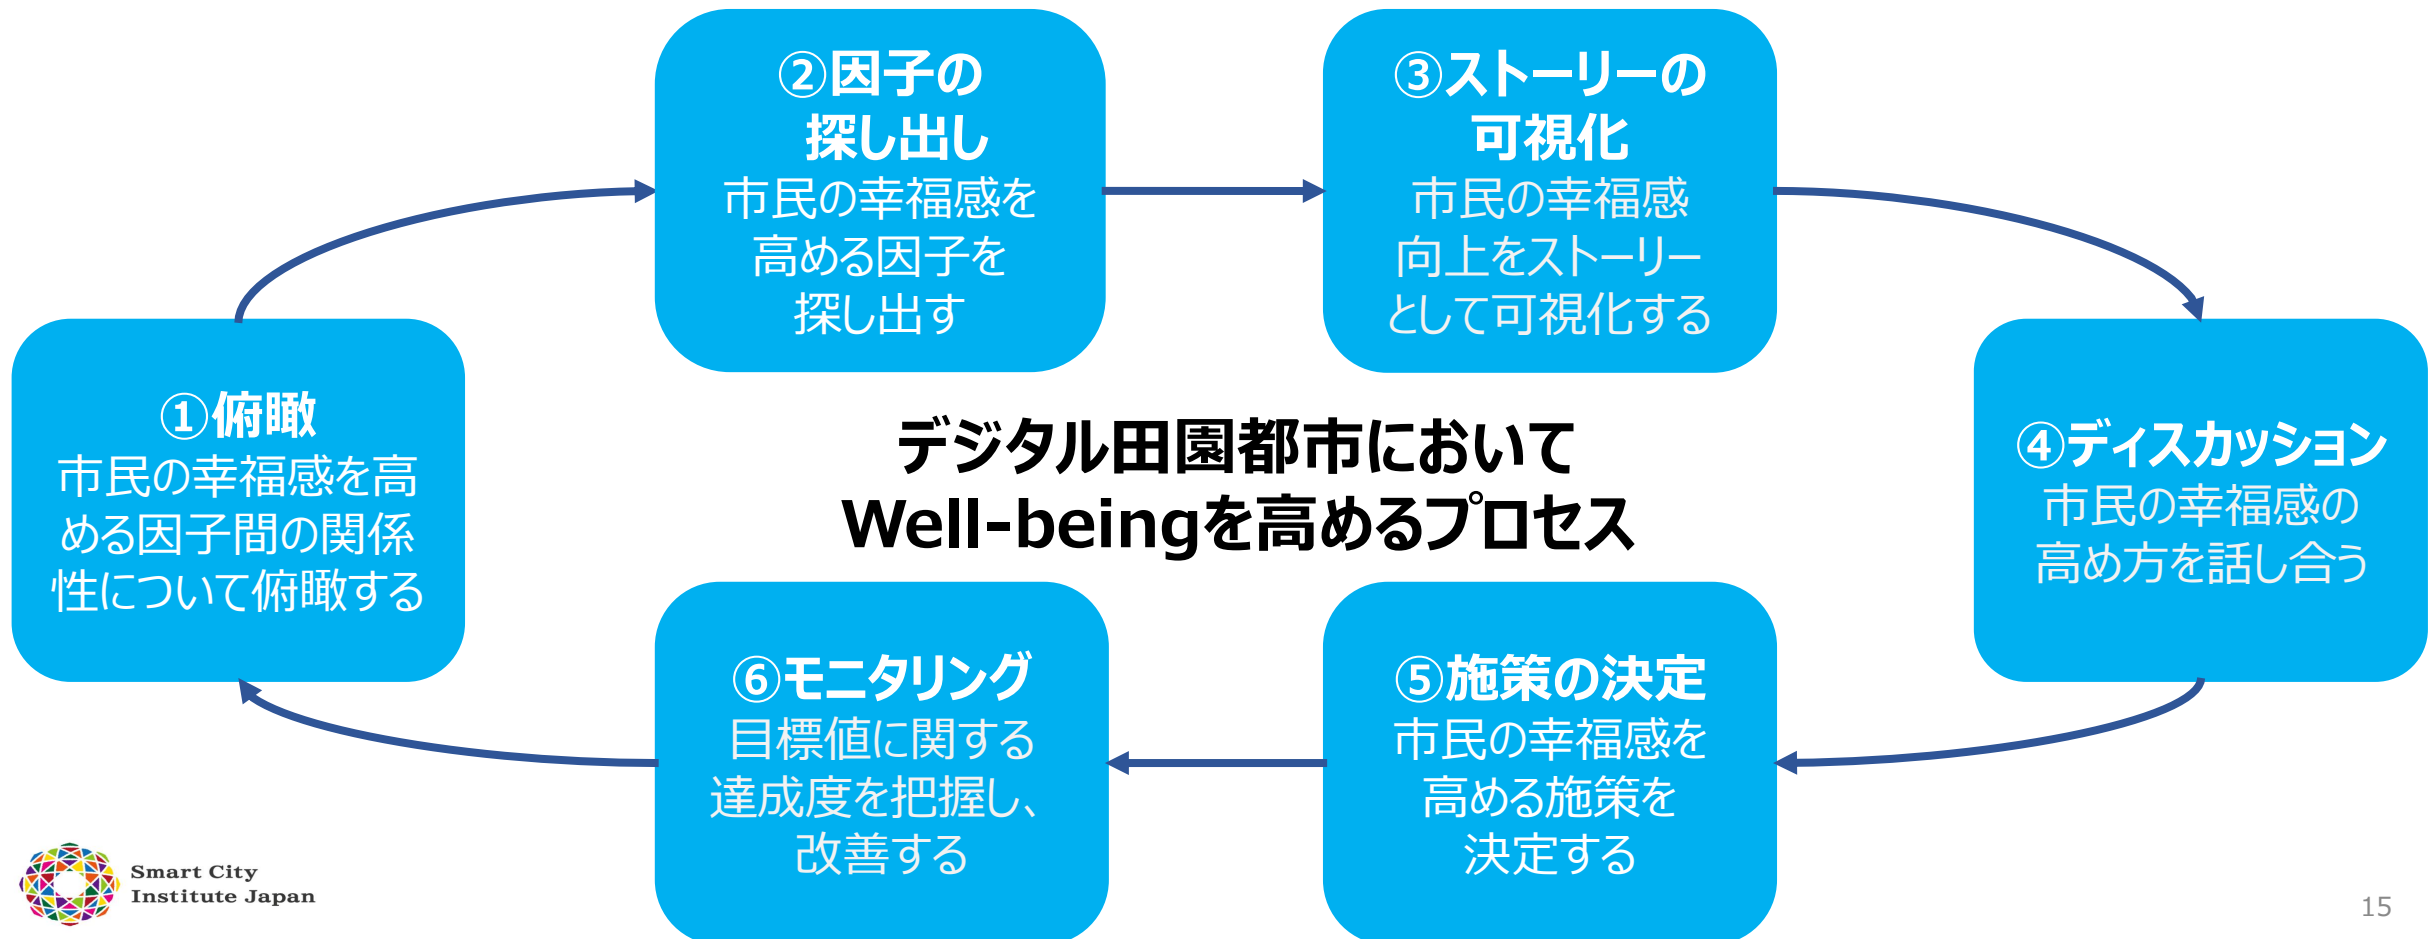 ②因子の
探し出し
市民の幸福感を
高める因子を
探し出す
③ストーリーの
可視化
市民の幸福感
向上をストーリー
として可視化する
①俯瞰
市民の幸福感を高
める因子間の関係
性について俯瞰する
デジタル田園都市において
Well-beingを高めるプロセス
④ディスカッション
市民の幸福感の
高め方を話し合う
⑥モニタリング
目標値に関する
達成度を把握し、
改善する
⑤施策の決定
市民の幸福感を
高める施策を
決定する
Smart City
Institute Japan
15